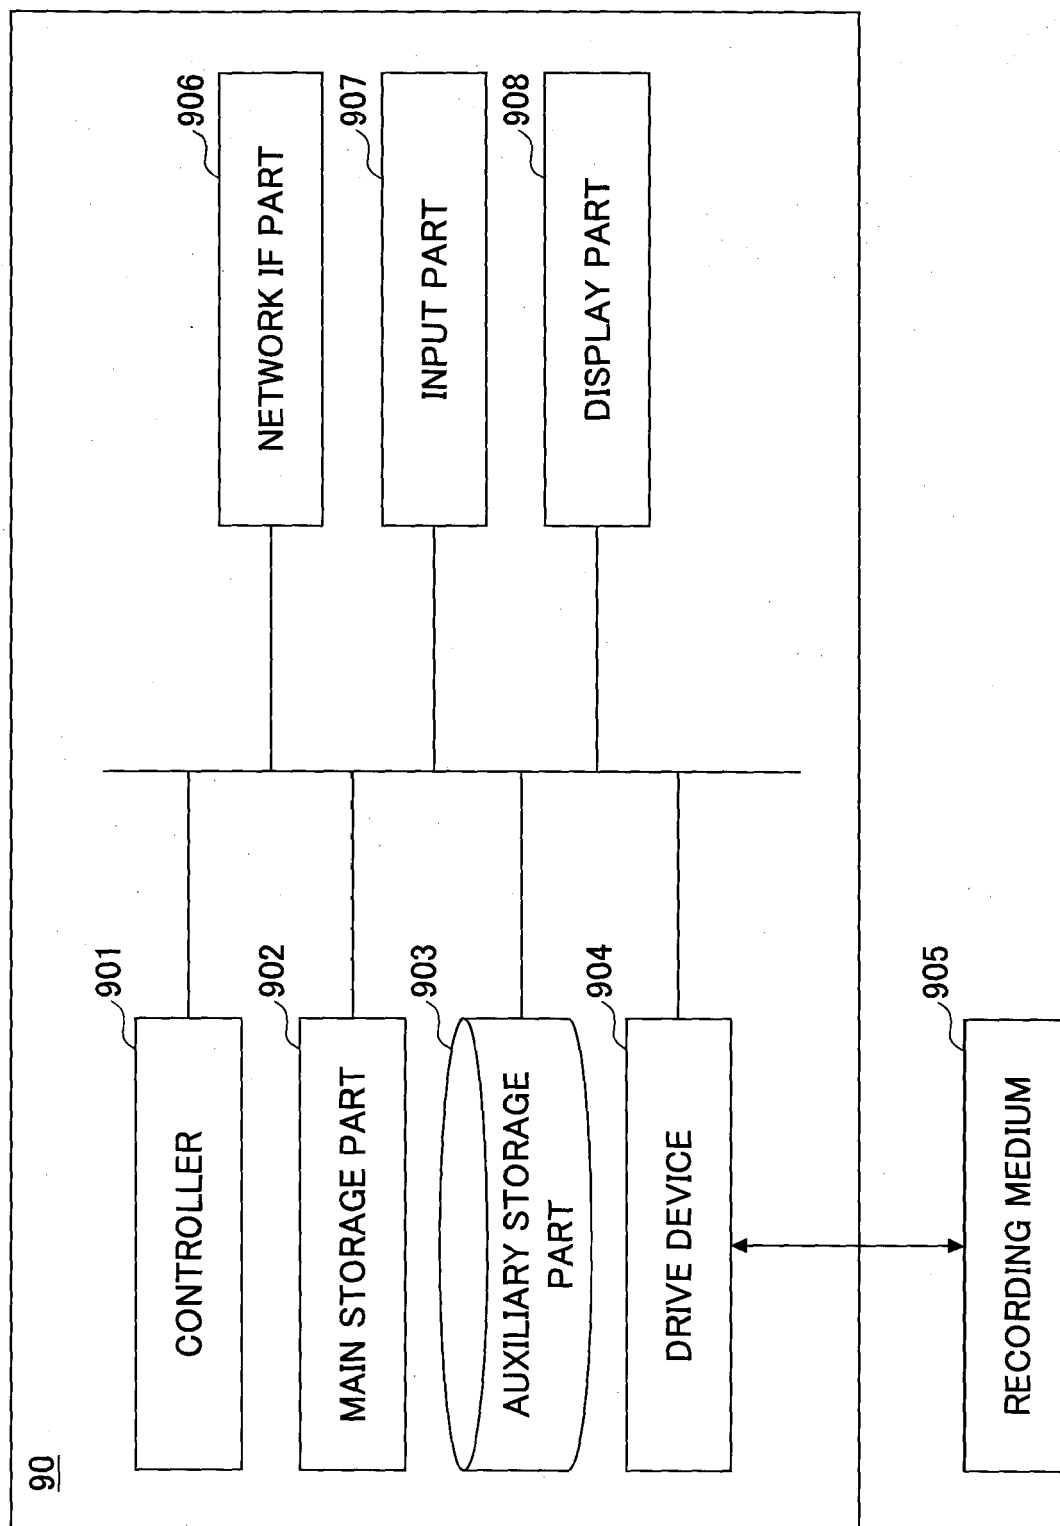 90
901
CONTROLLER
902
MAIN STORAGE PART
903
AUXILIARY STORAGE
PART
904
DRIVE DEVICE
905
RECORDING MEDIUM
906
NETWORK IF PART
907
INPUT PART
908
DISPLAY PART